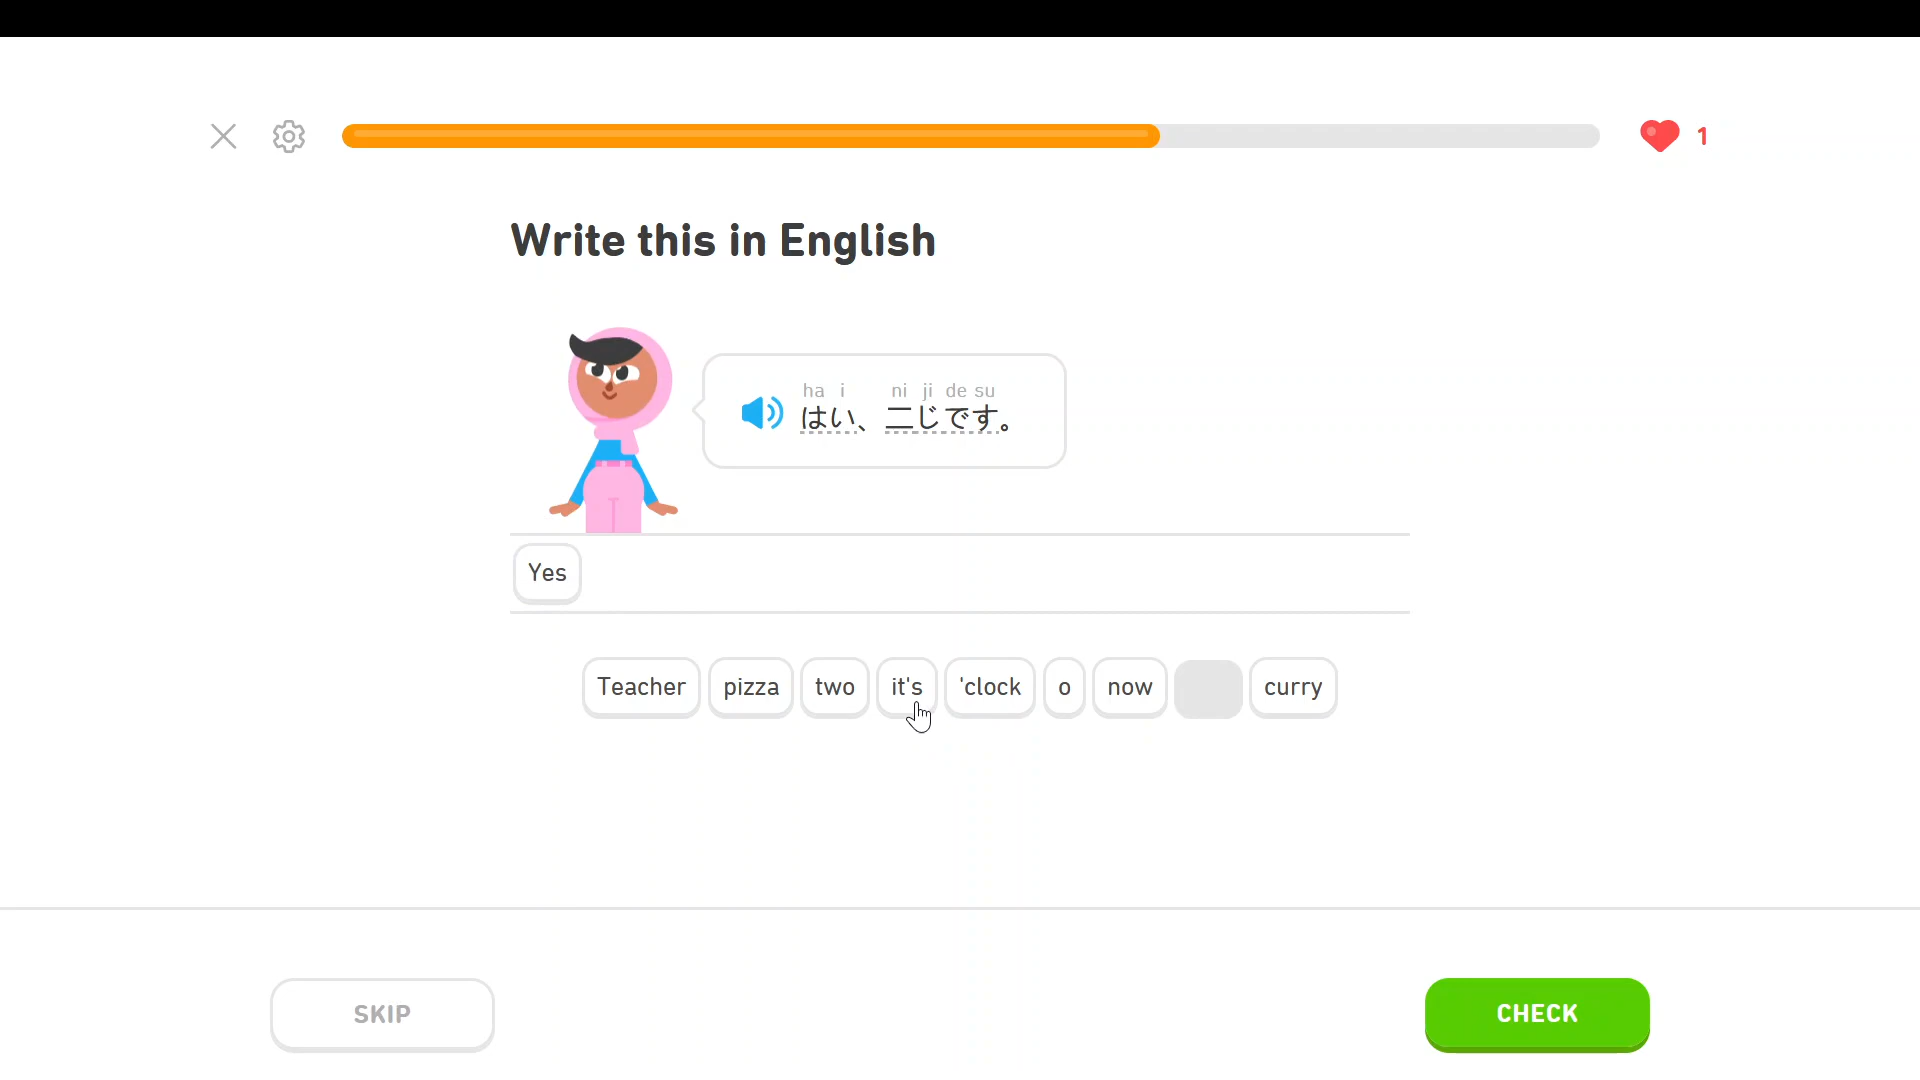 1
Write this in English
ha i ni ji de su
はい、二じです。
Yes
Teacher pizza two it's 'clock o now curry
SKIP CHECK